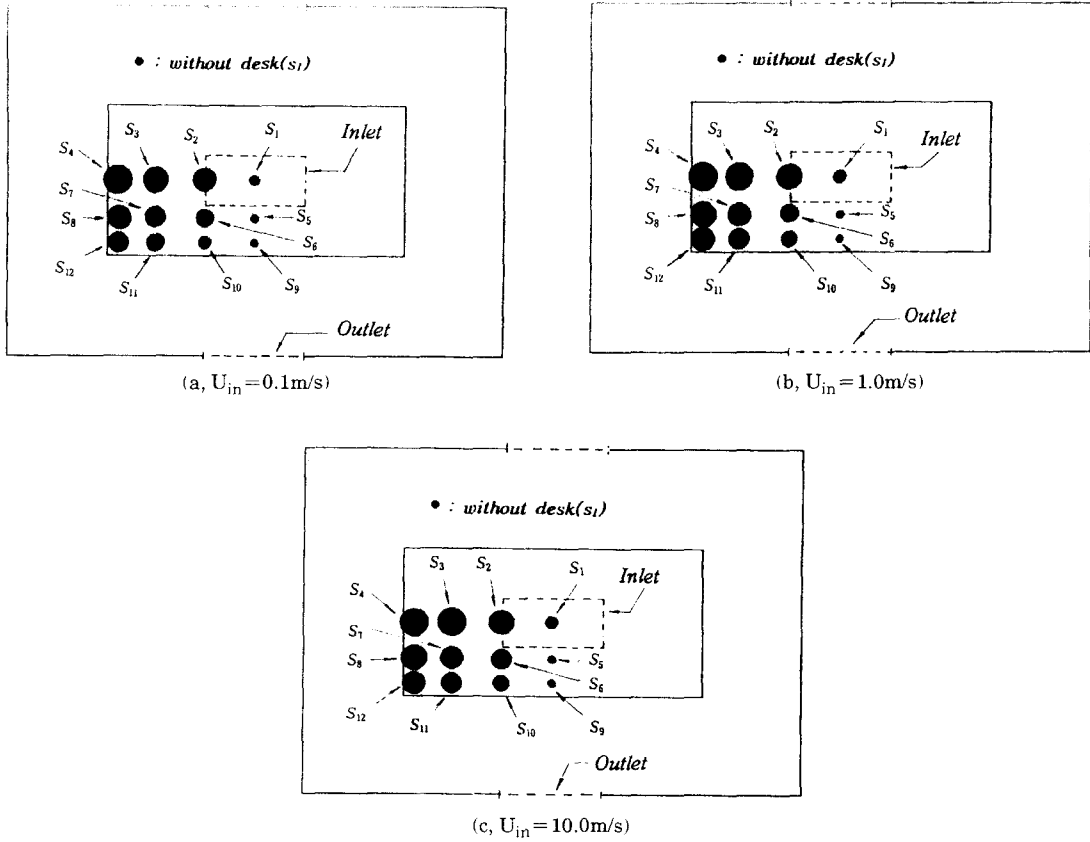 ● : without desk(s₁)
S₁
S₂
S₃
S₄
Inlet
S₅
S₆
S₇
S₈
S₉
S₁₀
S₁₁
S₁₂
Outlet
(a, Uᵢₙ=0.1m/s)
● : without desk(s₁)
S₁
S₂
S₃
S₄
Inlet
S₅
S₆
S₇
S₈
S₉
S₁₀
S₁₁
S₁₂
Outlet
(b, Uᵢₙ=1.0m/s)
● : without desk(s₁)
S₁
S₂
S₃
S₄
Inlet
S₅
S₆
S₇
S₈
S₉
S₁₀
S₁₁
S₁₂
Outlet
(c, Uᵢₙ=10.0m/s)